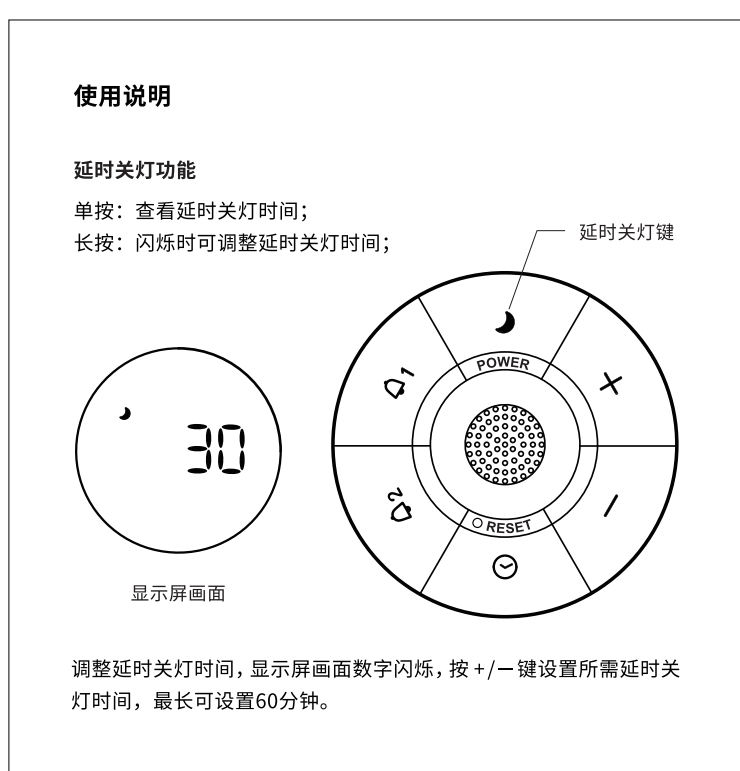 使用说明
延时关灯功能
单按：查看延时关灯时间；
长按：闪烁时可调整延时关灯时间；
延时关灯键
POWER
1
2
30
RESET
显示屏画面
调整延时关灯时间，显示屏画面数字闪烁，按 +/－键设置所需延时关
灯时间，最长可设置60分钟。